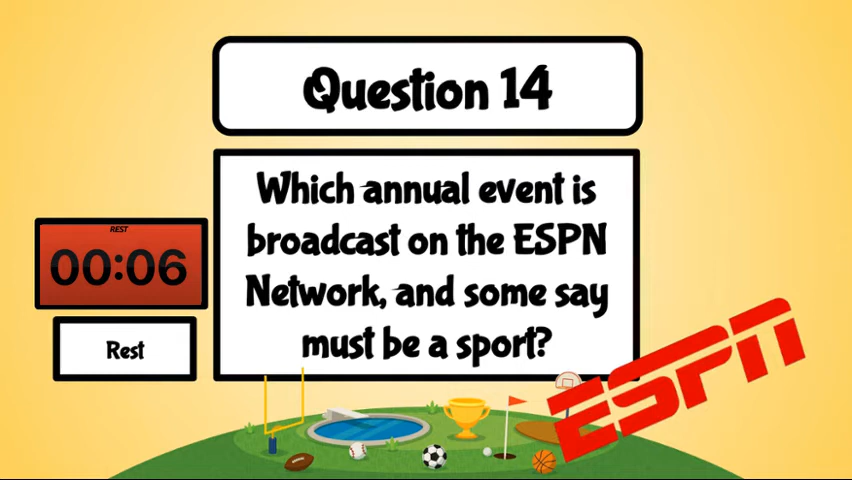 Question 14
Which annual event is
broadcast on the ESPN
Network, and some say
must be a sport?
REST
00:06
Rest
ESPN